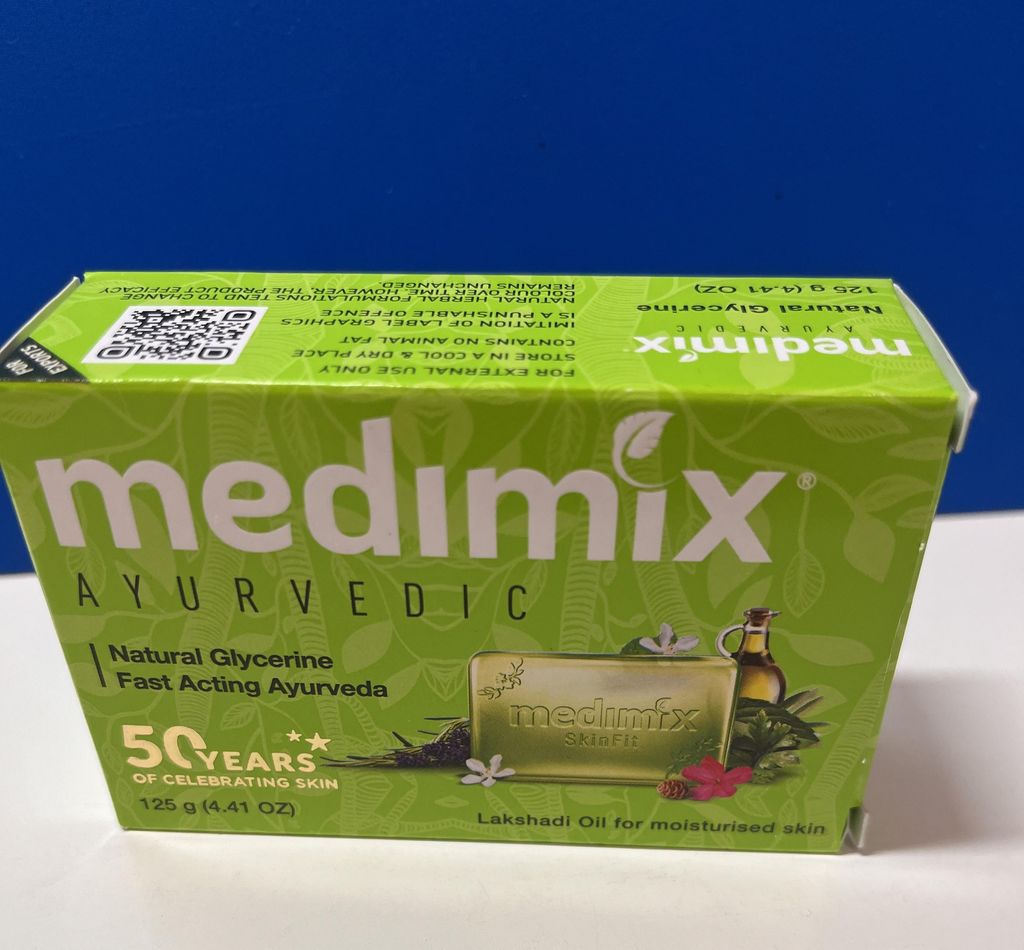 medimix®
AYURVEDIC
Natural Glycerine
Fast Acting Ayurveda
50 YEARS
OF CELEBRATING SKIN
125 g (4.41 OZ)
medimix
SkinFit
Lakshadi Oil for moisturised skin
medimix
AYURVEDIC
Natural Glycerine
125 g (4.41 OZ)
FOR EXTERNAL USE ONLY
STORE IN A COOL & DRY PLACE
CONTAINS NO ANIMAL FAT
IMITATION OF LABEL GRAPHICS
IS A PUNISHABLE OFFENCE
NATURAL HERBAL FORMULATIONS TEND TO CHANGE
COLOUR OVER TIME. HOWEVER, THE PRODUCT EFFICACY
REMAINS UNCHANGED.
FOR
EXPORTS